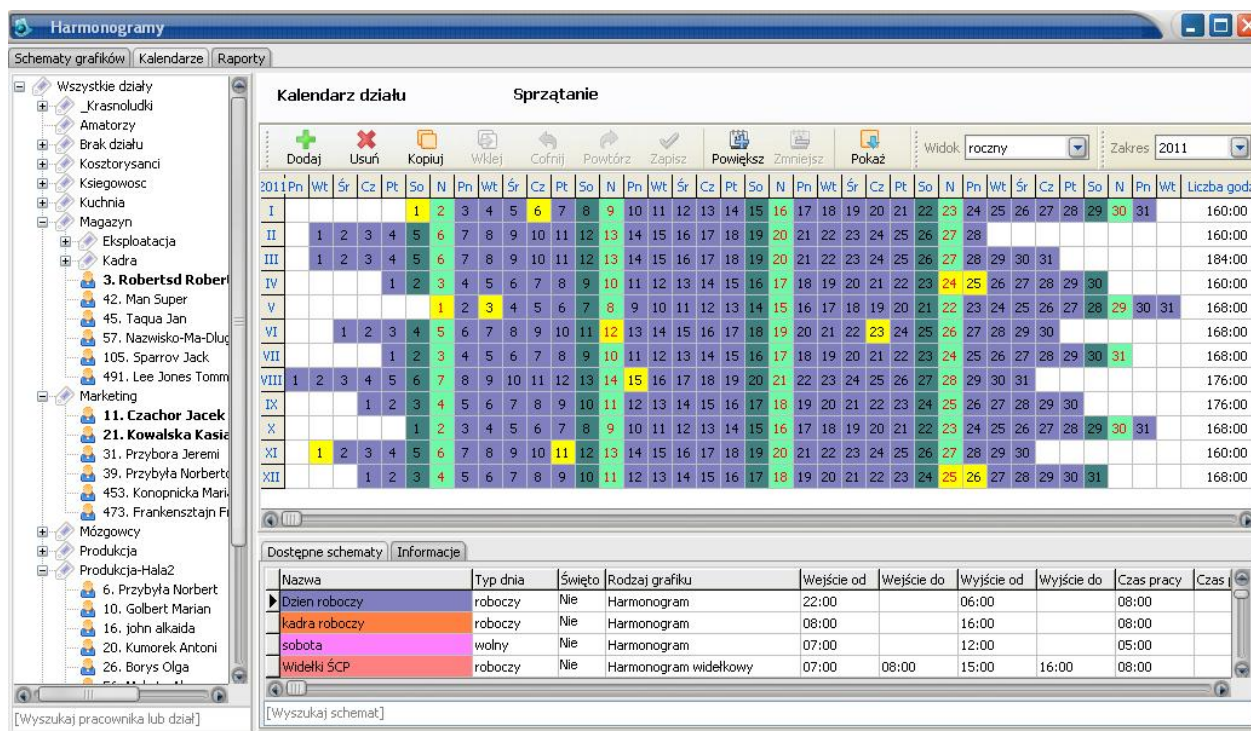 Harmonogramy
Schematy grafików Kalendarze Raporty
Wszystkie działy
_Krasnoludki
Amatorzy
Brak działu
Kosztorysanci
Ksiegowosc
Kuchnia
Magazyn
Eksploatacja
Kadra
3. Robertsd Rober
42. Man Super
45. Taqua Jan
57. Nazwisko-Ma-Dlug
105. Sparrov Jack
491. Lee Jones Tomm
Marketing
11. Czachor Jacek
21. Kowalska Kasia
31. Przybora Jeremi
39. Przybyła Norberto
453. Konopnicka Mari
473. Frankensztajn Fr
Mózgowcy
Produkcja
Produkcja-Hala2
6. Przybyła Norbert
10. Golbert Marian
16. john alkaida
20. Kumorek Antoni
26. Borys Olga
[Wyszukaj pracownika lub dział]
Kalendarz działu Sprzątanie
Dodaj Usuń Kopiuj Wklej Cofnij Powtórz Zapisz Powiększ Zmniejsz Pokaż Widok roczny Zakres 2011
2011 Pn Wt Śr Cz Pt So N Pn Wt Śr Cz Pt So N Pn Wt Śr Cz Pt So N Pn Wt Śr Cz Pt So N Pn Wt Śr Cz Pt So N Pn Wt Liczba godz
I 1 2 3 4 5 6 7 8 9 10 11 12 13 14 15 16 17 18 19 20 21 22 23 24 25 26 27 28 29 30 31 160:00
II 1 2 3 4 5 6 7 8 9 10 11 12 13 14 15 16 17 18 19 20 21 22 23 24 25 26 27 28 160:00
III 1 2 3 4 5 6 7 8 9 10 11 12 13 14 15 16 17 18 19 20 21 22 23 24 25 26 27 28 29 30 31 184:00
IV 1 2 3 4 5 6 7 8 9 10 11 12 13 14 15 16 17 18 19 20 21 22 23 24 25 26 27 28 29 30 160:00
V 1 2 3 4 5 6 7 8 9 10 11 12 13 14 15 16 17 18 19 20 21 22 23 24 25 26 27 28 29 30 31 168:00
VI 1 2 3 4 5 6 7 8 9 10 11 12 13 14 15 16 17 18 19 20 21 22 23 24 25 26 27 28 29 30 168:00
VII 1 2 3 4 5 6 7 8 9 10 11 12 13 14 15 16 17 18 19 20 21 22 23 24 25 26 27 28 29 30 31 168:00
VIII 1 2 3 4 5 6 7 8 9 10 11 12 13 14 15 16 17 18 19 20 21 22 23 24 25 26 27 28 29 30 31 176:00
IX 1 2 3 4 5 6 7 8 9 10 11 12 13 14 15 16 17 18 19 20 21 22 23 24 25 26 27 28 29 30 176:00
X 1 2 3 4 5 6 7 8 9 10 11 12 13 14 15 16 17 18 19 20 21 22 23 24 25 26 27 28 29 30 31 168:00
XI 1 2 3 4 5 6 7 8 9 10 11 12 13 14 15 16 17 18 19 20 21 22 23 24 25 26 27 28 29 30 160:00
XII 1 2 3 4 5 6 7 8 9 10 11 12 13 14 15 16 17 18 19 20 21 22 23 24 25 26 27 28 29 30 31 168:00
Dostępne schematy Informacje
Nazwa Typ dnia Święto Rodzaj grafiku Wejście od Wejście do Wyjście od Wyjście do Czas pracy Czas
Dzien roboczy roboczy Nie Harmonogram 22:00 06:00 08:00
kadra roboczy roboczy Nie Harmonogram 08:00 16:00 08:00
sobota wolny Nie Harmonogram 07:00 12:00 05:00
Widełki ŚCP roboczy Nie Harmonogram widełkowy 07:00 08:00 15:00 16:00 08:00
[Wyszukaj schemat]